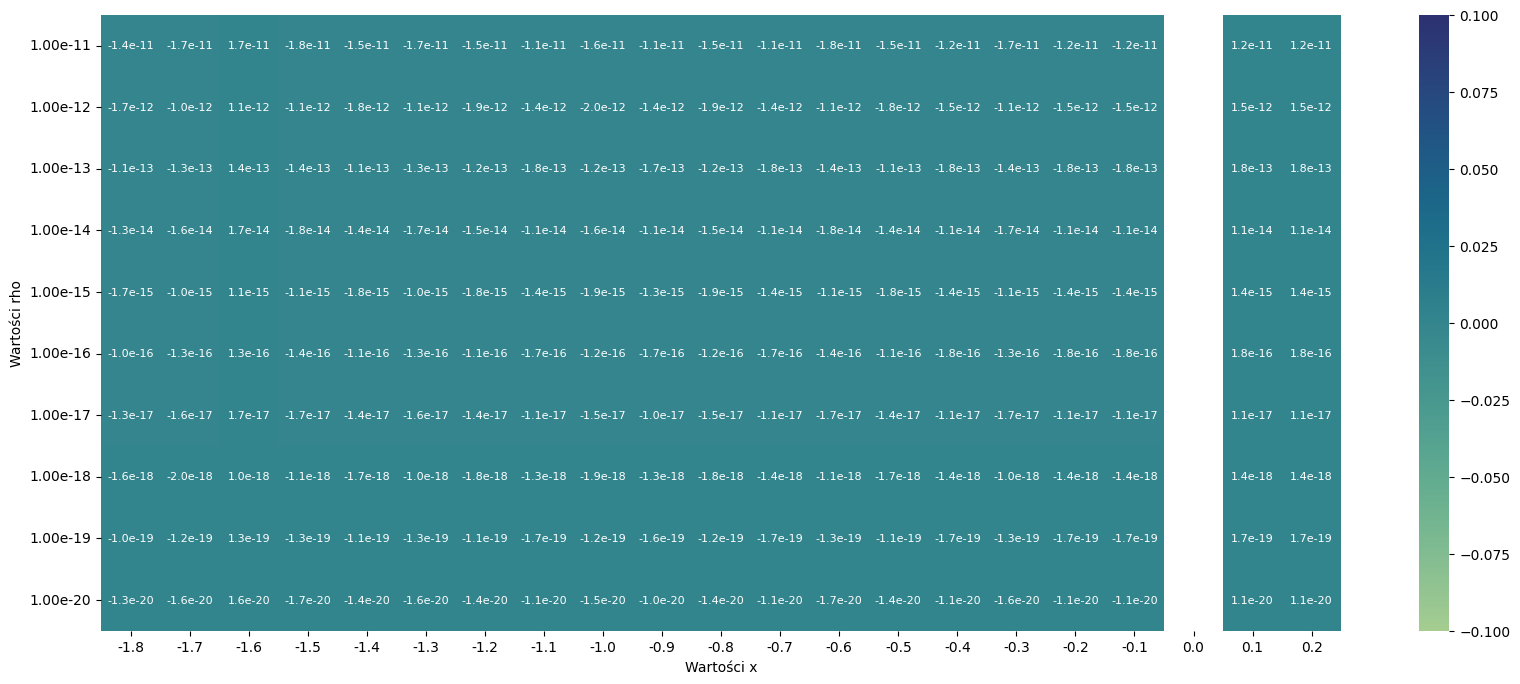 0.100
1.00e-11 -1.4e-11 -1.7e-11 1.7e-11 -1.8e-11 -1.5e-11 -1.7e-11 -1.5e-11 -1.1e-11 -1.6e-11 -1.1e-11 -1.5e-11 -1.1e-11 -1.8e-11 -1.5e-11 -1.2e-11 -1.7e-11 -1.2e-11 -1.2e-11 1.2e-11 1.2e-11
0.075
1.00e-12 -1.7e-12 -1.0e-12 1.1e-12 -1.1e-12 -1.8e-12 -1.1e-12 -1.9e-12 -1.4e-12 -2.0e-12 -1.4e-12 -1.9e-12 -1.4e-12 -1.1e-12 -1.8e-12 -1.5e-12 -1.1e-12 -1.5e-12 -1.5e-12 1.5e-12 1.5e-12
0.050
1.00e-13 -1.1e-13 -1.3e-13 1.4e-13 -1.4e-13 -1.1e-13 -1.3e-13 -1.2e-13 -1.8e-13 -1.2e-13 -1.7e-13 -1.2e-13 -1.8e-13 -1.4e-13 -1.1e-13 -1.8e-13 -1.4e-13 -1.8e-13 -1.8e-13 1.8e-13 1.8e-13
1.00e-14 -1.3e-14 -1.6e-14 1.7e-14 -1.8e-14 -1.4e-14 -1.7e-14 -1.5e-14 -1.1e-14 -1.6e-14 -1.1e-14 -1.5e-14 -1.1e-14 -1.8e-14 -1.4e-14 -1.1e-14 -1.7e-14 -1.1e-14 -1.1e-14 1.1e-14 1.1e-14
0.025
1.00e-15 -1.7e-15 -1.0e-15 1.1e-15 -1.1e-15 -1.8e-15 -1.0e-15 -1.8e-15 -1.4e-15 -1.9e-15 -1.3e-15 -1.9e-15 -1.4e-15 -1.1e-15 -1.8e-15 -1.4e-15 -1.1e-15 -1.4e-15 -1.4e-15 1.4e-15 1.4e-15
0.000
Wartości rho
1.00e-16 -1.0e-16 -1.3e-16 1.3e-16 -1.4e-16 -1.1e-16 -1.3e-16 -1.1e-16 -1.7e-16 -1.2e-16 -1.7e-16 -1.2e-16 -1.7e-16 -1.4e-16 -1.1e-16 -1.8e-16 -1.3e-16 -1.8e-16 -1.8e-16 1.8e-16 1.8e-16
−0.025
1.00e-17 -1.3e-17 -1.6e-17 1.7e-17 -1.7e-17 -1.4e-17 -1.6e-17 -1.4e-17 -1.1e-17 -1.5e-17 -1.0e-17 -1.5e-17 -1.1e-17 -1.7e-17 -1.4e-17 -1.1e-17 -1.7e-17 -1.1e-17 -1.1e-17 1.1e-17 1.1e-17
1.00e-18 -1.6e-18 -2.0e-18 1.0e-18 -1.1e-18 -1.7e-18 -1.0e-18 -1.8e-18 -1.3e-18 -1.9e-18 -1.3e-18 -1.8e-18 -1.4e-18 -1.1e-18 -1.7e-18 -1.4e-18 -1.0e-18 -1.4e-18 -1.4e-18 1.4e-18 1.4e-18
−0.050
1.00e-19 -1.0e-19 -1.2e-19 1.3e-19 -1.3e-19 -1.1e-19 -1.3e-19 -1.1e-19 -1.7e-19 -1.2e-19 -1.6e-19 -1.2e-19 -1.7e-19 -1.3e-19 -1.1e-19 -1.7e-19 -1.3e-19 -1.7e-19 -1.7e-19 1.7e-19 1.7e-19
−0.075
1.00e-20 -1.3e-20 -1.6e-20 1.6e-20 -1.7e-20 -1.4e-20 -1.6e-20 -1.4e-20 -1.1e-20 -1.5e-20 -1.0e-20 -1.4e-20 -1.1e-20 -1.7e-20 -1.4e-20 -1.1e-20 -1.6e-20 -1.1e-20 -1.1e-20 1.1e-20 1.1e-20
−0.100
-1.8 -1.7 -1.6 -1.5 -1.4 -1.3 -1.2 -1.1 -1.0 -0.9 -0.8 -0.7 -0.6 -0.5 -0.4 -0.3 -0.2 -0.1 0.0 0.1 0.2
Wartości x